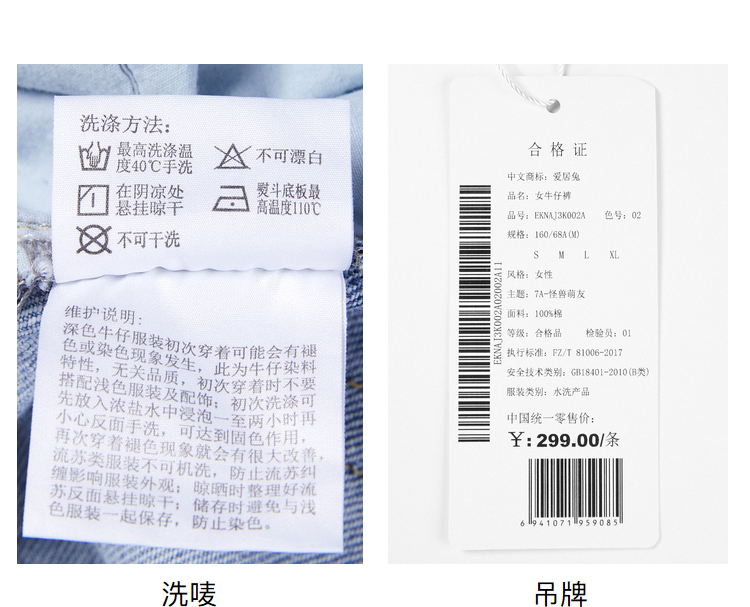 洗涤方法:
最高洗涤温
度40℃手洗
不可漂白
在阴凉处
悬挂晾干
熨斗底板最
高温度110℃
不可干洗
维护说明:
深色牛仔服装初次穿着可能会有褪
色或染色现象发生，此为牛仔染料
特性，无关品质，初次穿着时不要
搭配浅色服装及配饰；初次洗涤可
先放入浓盐水中浸泡一至两小时再
小心反面手洗，可达到固色作用，
再次穿着褪色现象就会有很大改善。
流苏类服装不可机洗，防止流苏纠
缠影响服装外观；晾晒时整理好流
苏反面悬挂晾干；储存时避免与浅
色服装一起保存，防止染色。
洗唛
合格证
中文商标：爱居兔
品名：女牛仔裤
品号：EKNAJ3K002A 色号：02
规格：160/68A(M)
S M L XL
风格：女性
主题：7A-怪兽萌友
面料：100%棉
等级：合格品 检验员：01
执行标准：FZ/T 81006-2017
安全技术类别：GB18401-2010(B类)
服装类别：水洗产品
中国统一零售价：
¥: 299.00/条
EKNAJ3K002A02002A11
6 941071 959085
吊牌